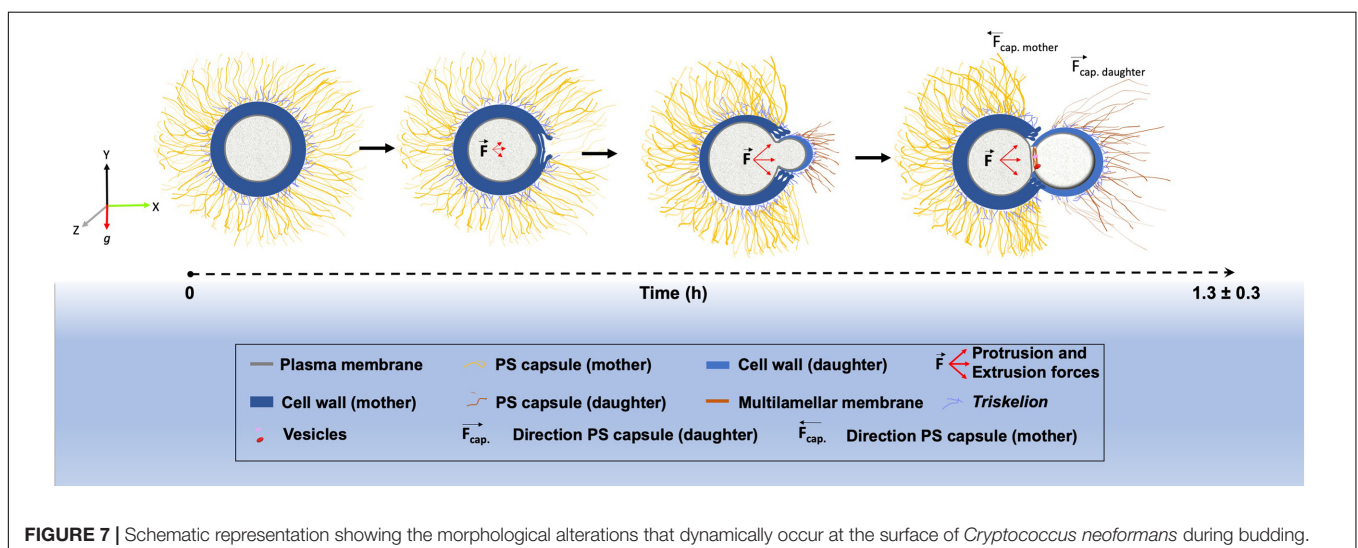 F cap. mother
F cap. daughter
Y
X
Z
g
F
F
F
0
Time (h)
1.3 ± 0.3
Plasma membrane
PS capsule (mother)
Cell wall (daughter)
F
Protrusion and
Extrusion forces
Cell wall (mother)
PS capsule (daughter)
Multilamellar membrane
Triskelion
Vesicles
Fcap.
Direction PS capsule (daughter)
Fcap.
Direction PS capsule (mother)
FIGURE 7 | Schematic representation showing the morphological alterations that dynamically occur at the surface of Cryptococcus neoformans during budding.